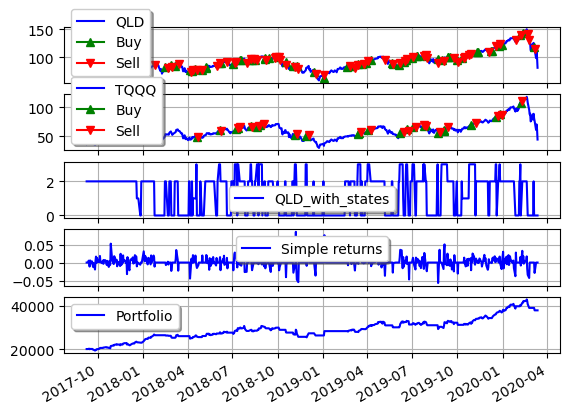 QLD
Buy
Sell
150
100
TQQQ
Buy
Sell
100
50
QLD_with_states
2
0
Simple returns
0.05
0.00
−0.05
Portfolio
40000
20000
2017-10
2018-01
2018-04
2018-07
2018-10
2019-01
2019-04
2019-07
2019-10
2020-01
2020-04